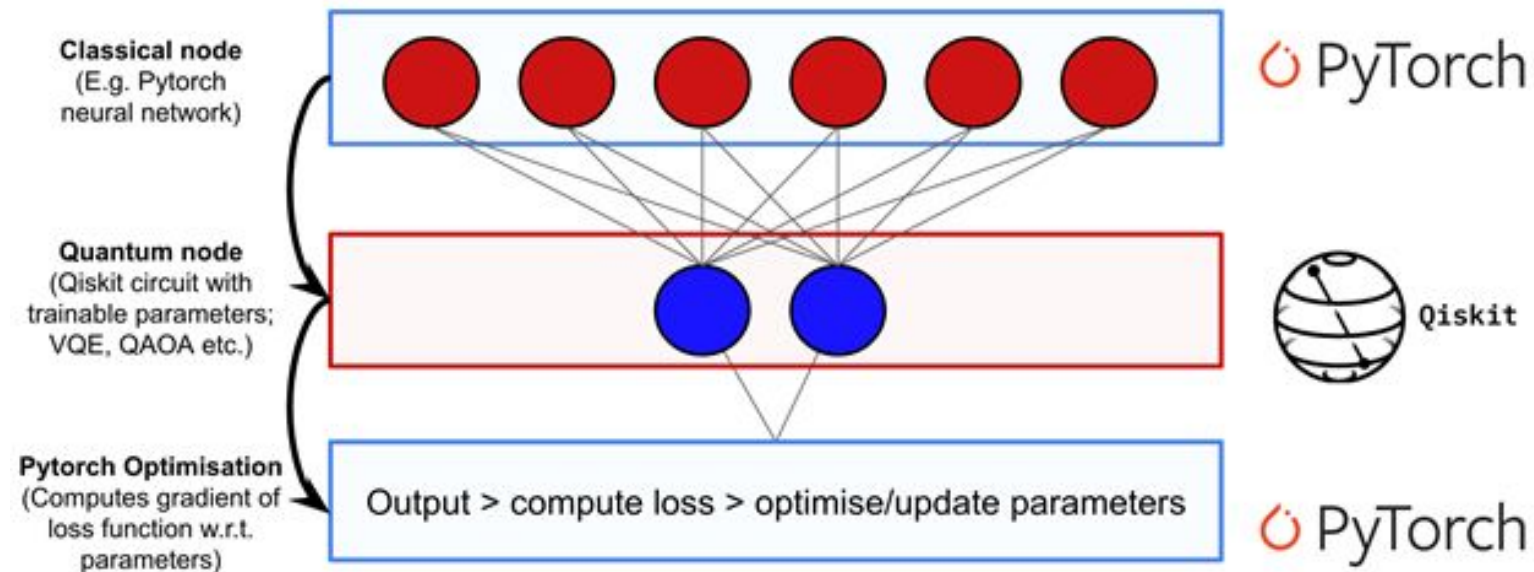 Classical node
(E.g. Pytorch
neural network)
PyTorch
Quantum node
(Qiskit circuit with
trainable parameters;
VQE, QAOA etc.)
Qiskit
Pytorch Optimisation
(Computes gradient of
loss function w.r.t.
parameters)
Output > compute loss > optimise/update parameters
PyTorch